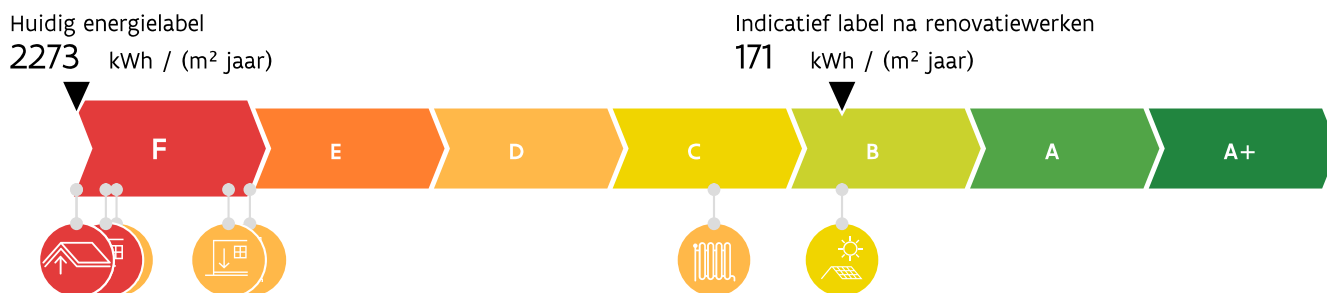 Huidig energielabel
2273 kWh / (m² jaar)
Indicatief label na renovatiewerken
171 kWh / (m² jaar)
F E D C B A A+